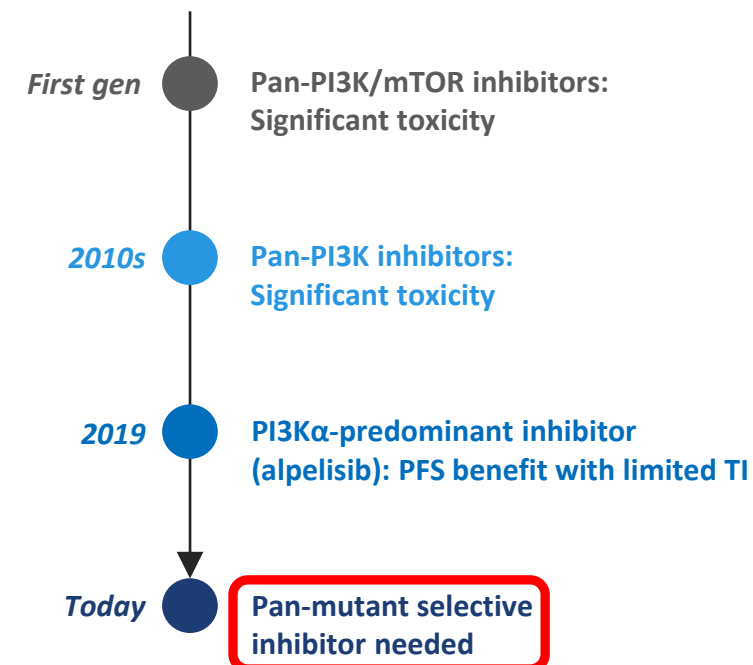 First gen
Pan-PI3K/mTOR inhibitors:
Significant toxicity
2010s
Pan-PI3K inhibitors:
Significant toxicity
2019
PI3Kα-predominant inhibitor
(alpelisib): PFS benefit with limited TI
Today
Pan-mutant selective
inhibitor needed